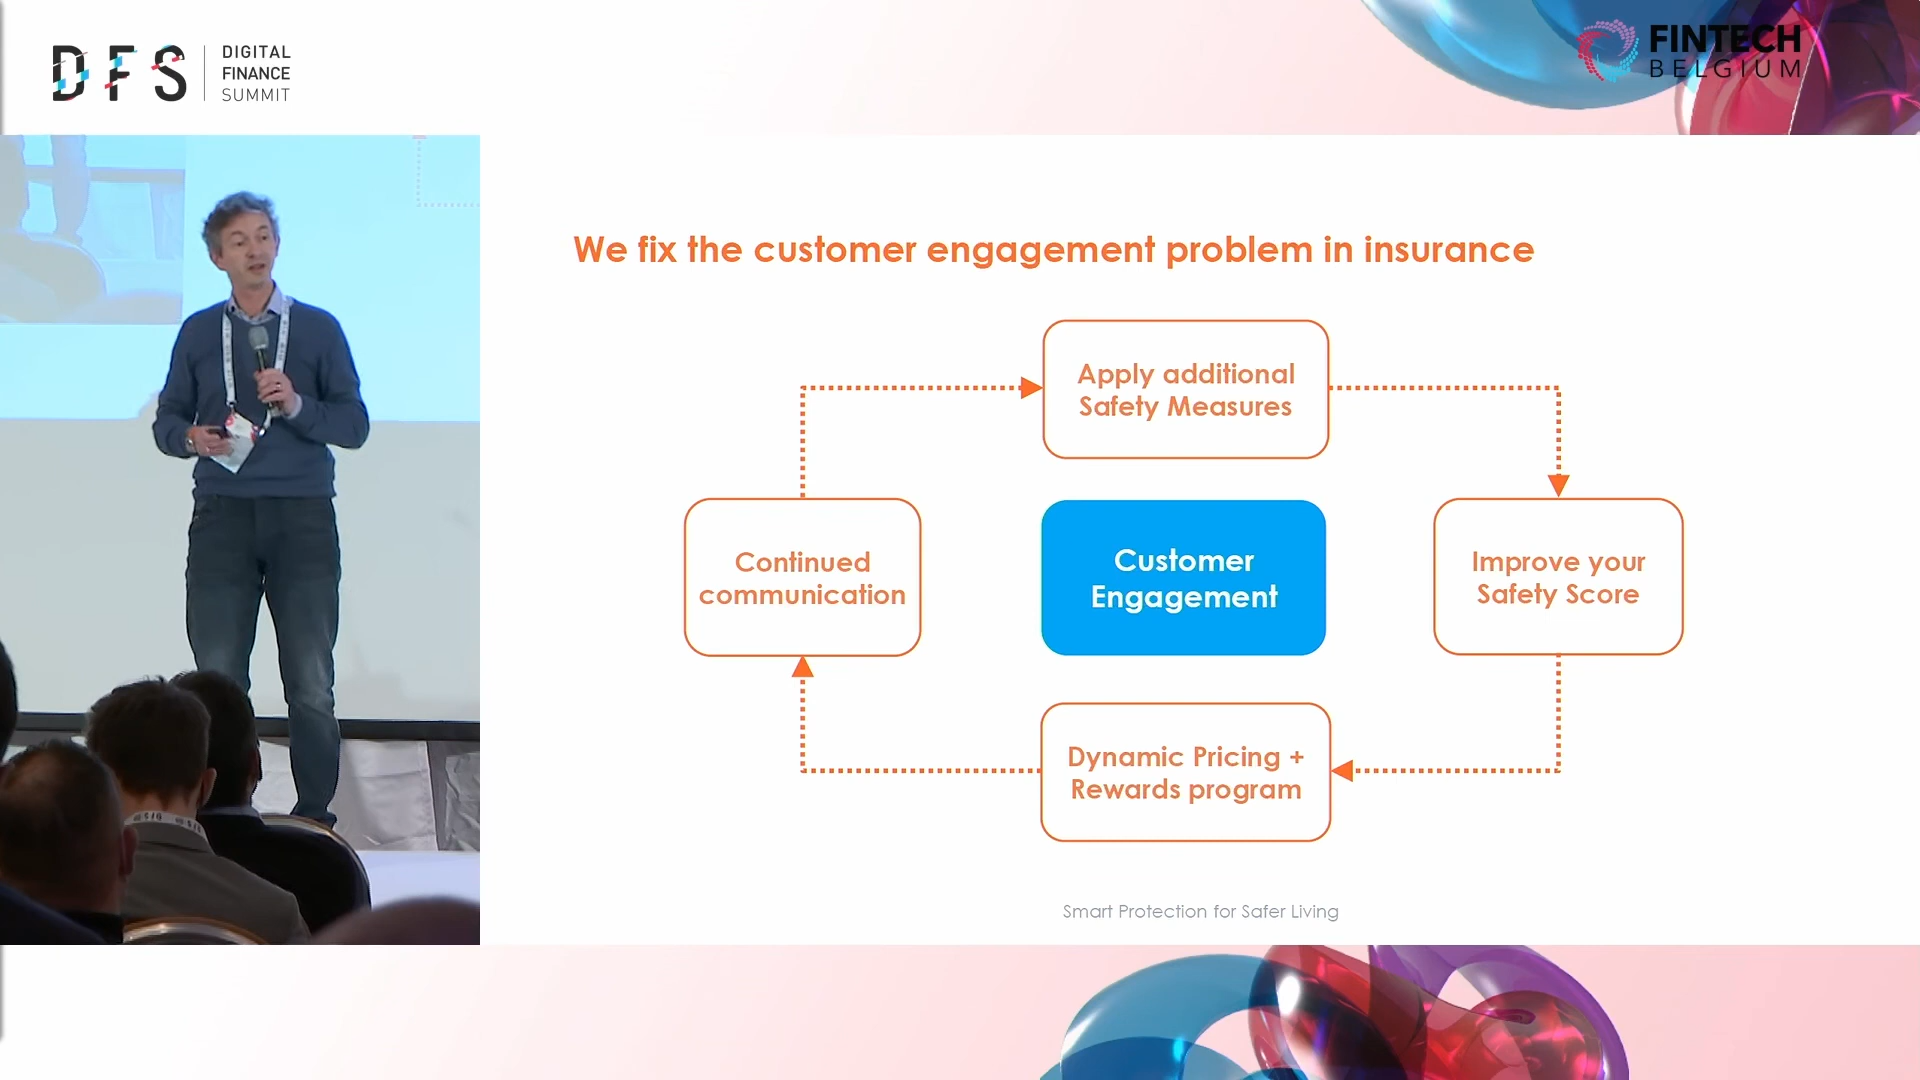 DFS
DIGITAL
FINANCE
SUMMIT
FINTECH
BELGIUM
We fix the customer engagement problem in insurance
Apply additional
Safety Measures
Continued
communication
Customer
Engagement
Improve your
Safety Score
Dynamic Pricing +
Rewards program
Smart Protection for Safer Living